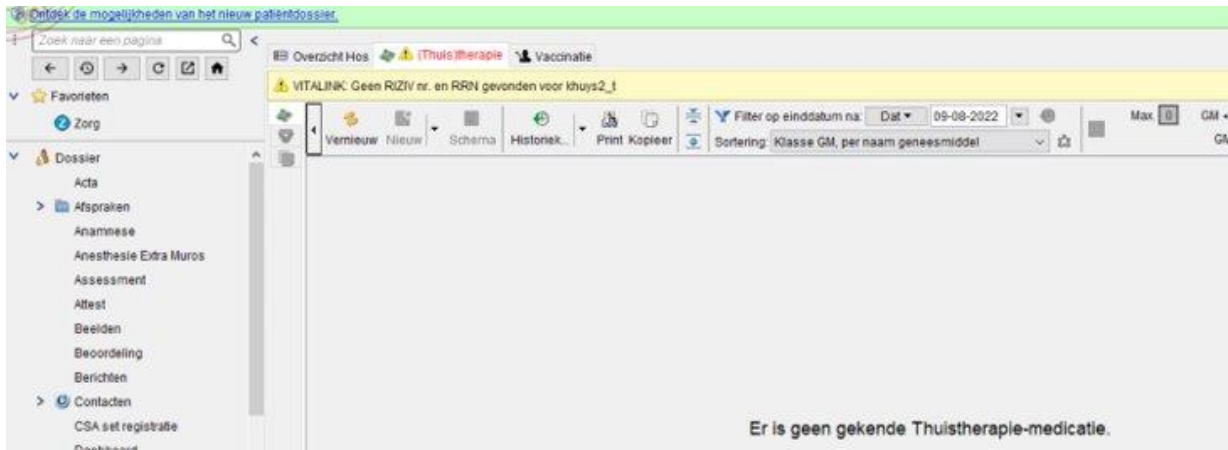 Ontdek de mogelijkheden van het nieuw patiëntdossier.
Zoek naar een pagina
Favorieten
Zorg
Dossier
Acta
Afspraken
Anamnese
Anesthesie Extra Muros
Assessment
Attest
Beelden
Beoordeling
Berichten
Contacten
CSA set registratie
Dashboard
Overzicht Hos (Thuis)therapie Vaccinatie
VITALINK: Geen RIZIV nr. en RRN gevonden voor khuys2_t
Vernieuw Nieuw Schema Historiek... Print Kopieer
Filter op einddatum na: Dat 09-08-2022 Max. 0 GM
Sortering: Klasse GM, per naam geneesmiddel
Er is geen gekende Thuistherapie-medicatie.